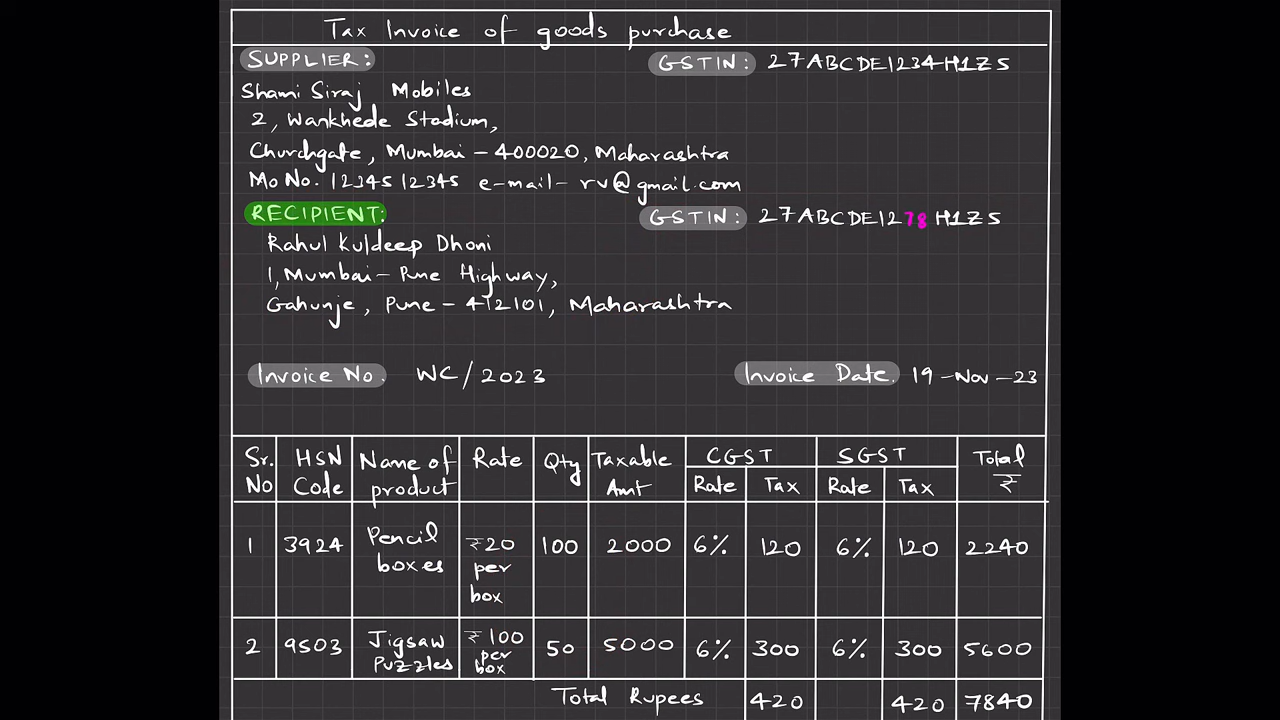 Tax Invoice of goods purchase
SUPPLIER: GSTIN: 27ABCDE1234H1Z5
Shami Siraj Mobiles
2, Wankhede Stadium,
Churchgate, Mumbai - 400020, Maharashtra
Mo No. 12345 12345 e-mail - rv@gmail.com
RECIPIENT: GSTIN: 27ABCDE1278H1Z5
Rahul Kuldeep Dhoni
1, Mumbai - Pune Highway,
Gahunje, Pune - 412101, Maharashtra
Invoice No. WC/2023 Invoice Date. 19-Nov-23
Sr. No HSN Code Name of product Rate Qty Taxable Amt CGST Rate Tax SGST Rate Tax Total ₹
1 3924 Pencil boxes ₹20 per box 100 2000 6% 120 6% 120 2240
2 9503 Jigsaw Puzzles ₹100 per box 50 5000 6% 300 6% 300 5600
Total Rupees 420 420 7840